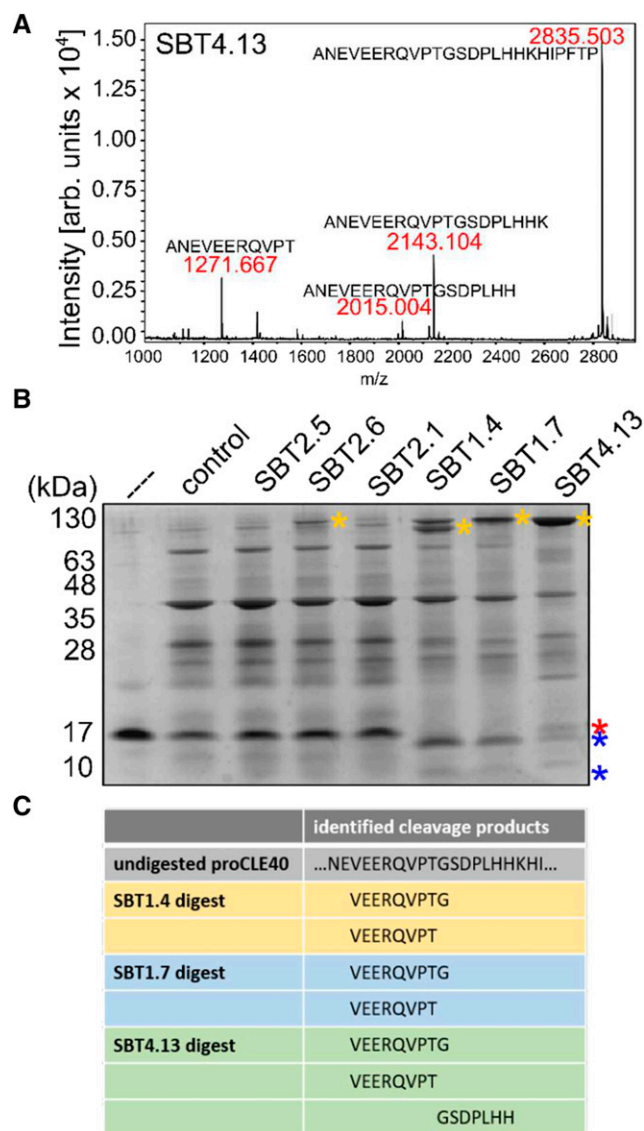 A
SBT4.13
2835.503
ANEVEERQVPTGSDPLHHKHIPFTP
ANEVEERQVPTGSDPLHHK
2143.104
ANEVEERQVPT
1271.667
ANEVEERQVPTGSDPLHH
2015.004
Intensity [arb. units x 10⁴)
1.50
1.25
1.00
0.75
0.50
0.25
0.00
1000 1200 1400 1600 1800 2000 2200 2400 2600 2800
m/z
B
(kDa) ---- control SBT2.5 SBT2.6 SBT2.1 SBT1.4 SBT1.7 SBT4.13
130
63
48
35
28
17
10
* * * *
*
*
*
C
identified cleavage products
undigested proCLE40 ...NEVEERQVPTGSDPLHHKHI...
SBT1.4 digest VEERQVPTG
VEERQVPT
SBT1.7 digest VEERQVPTG
VEERQVPT
SBT4.13 digest VEERQVPTG
VEERQVPT
GSDPLHH